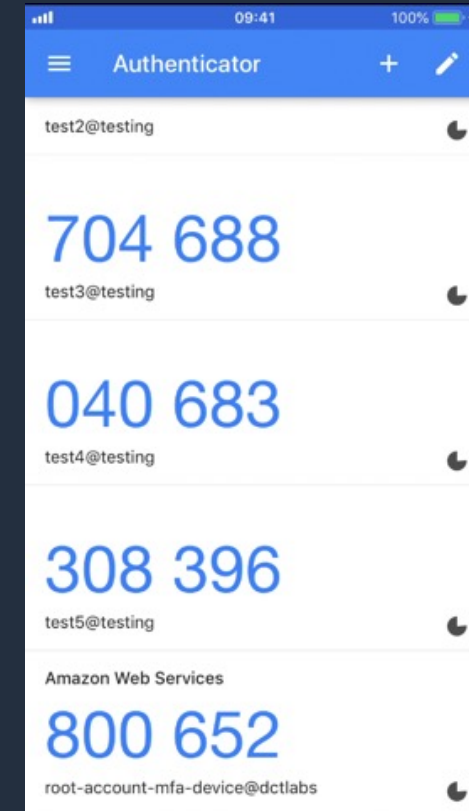 09:41
100%
Authenticator
test2@testing
704 688
test3@testing
040 683
test4@testing
308 396
test5@testing
Amazon Web Services
800 652
root-account-mfa-device@dctlabs